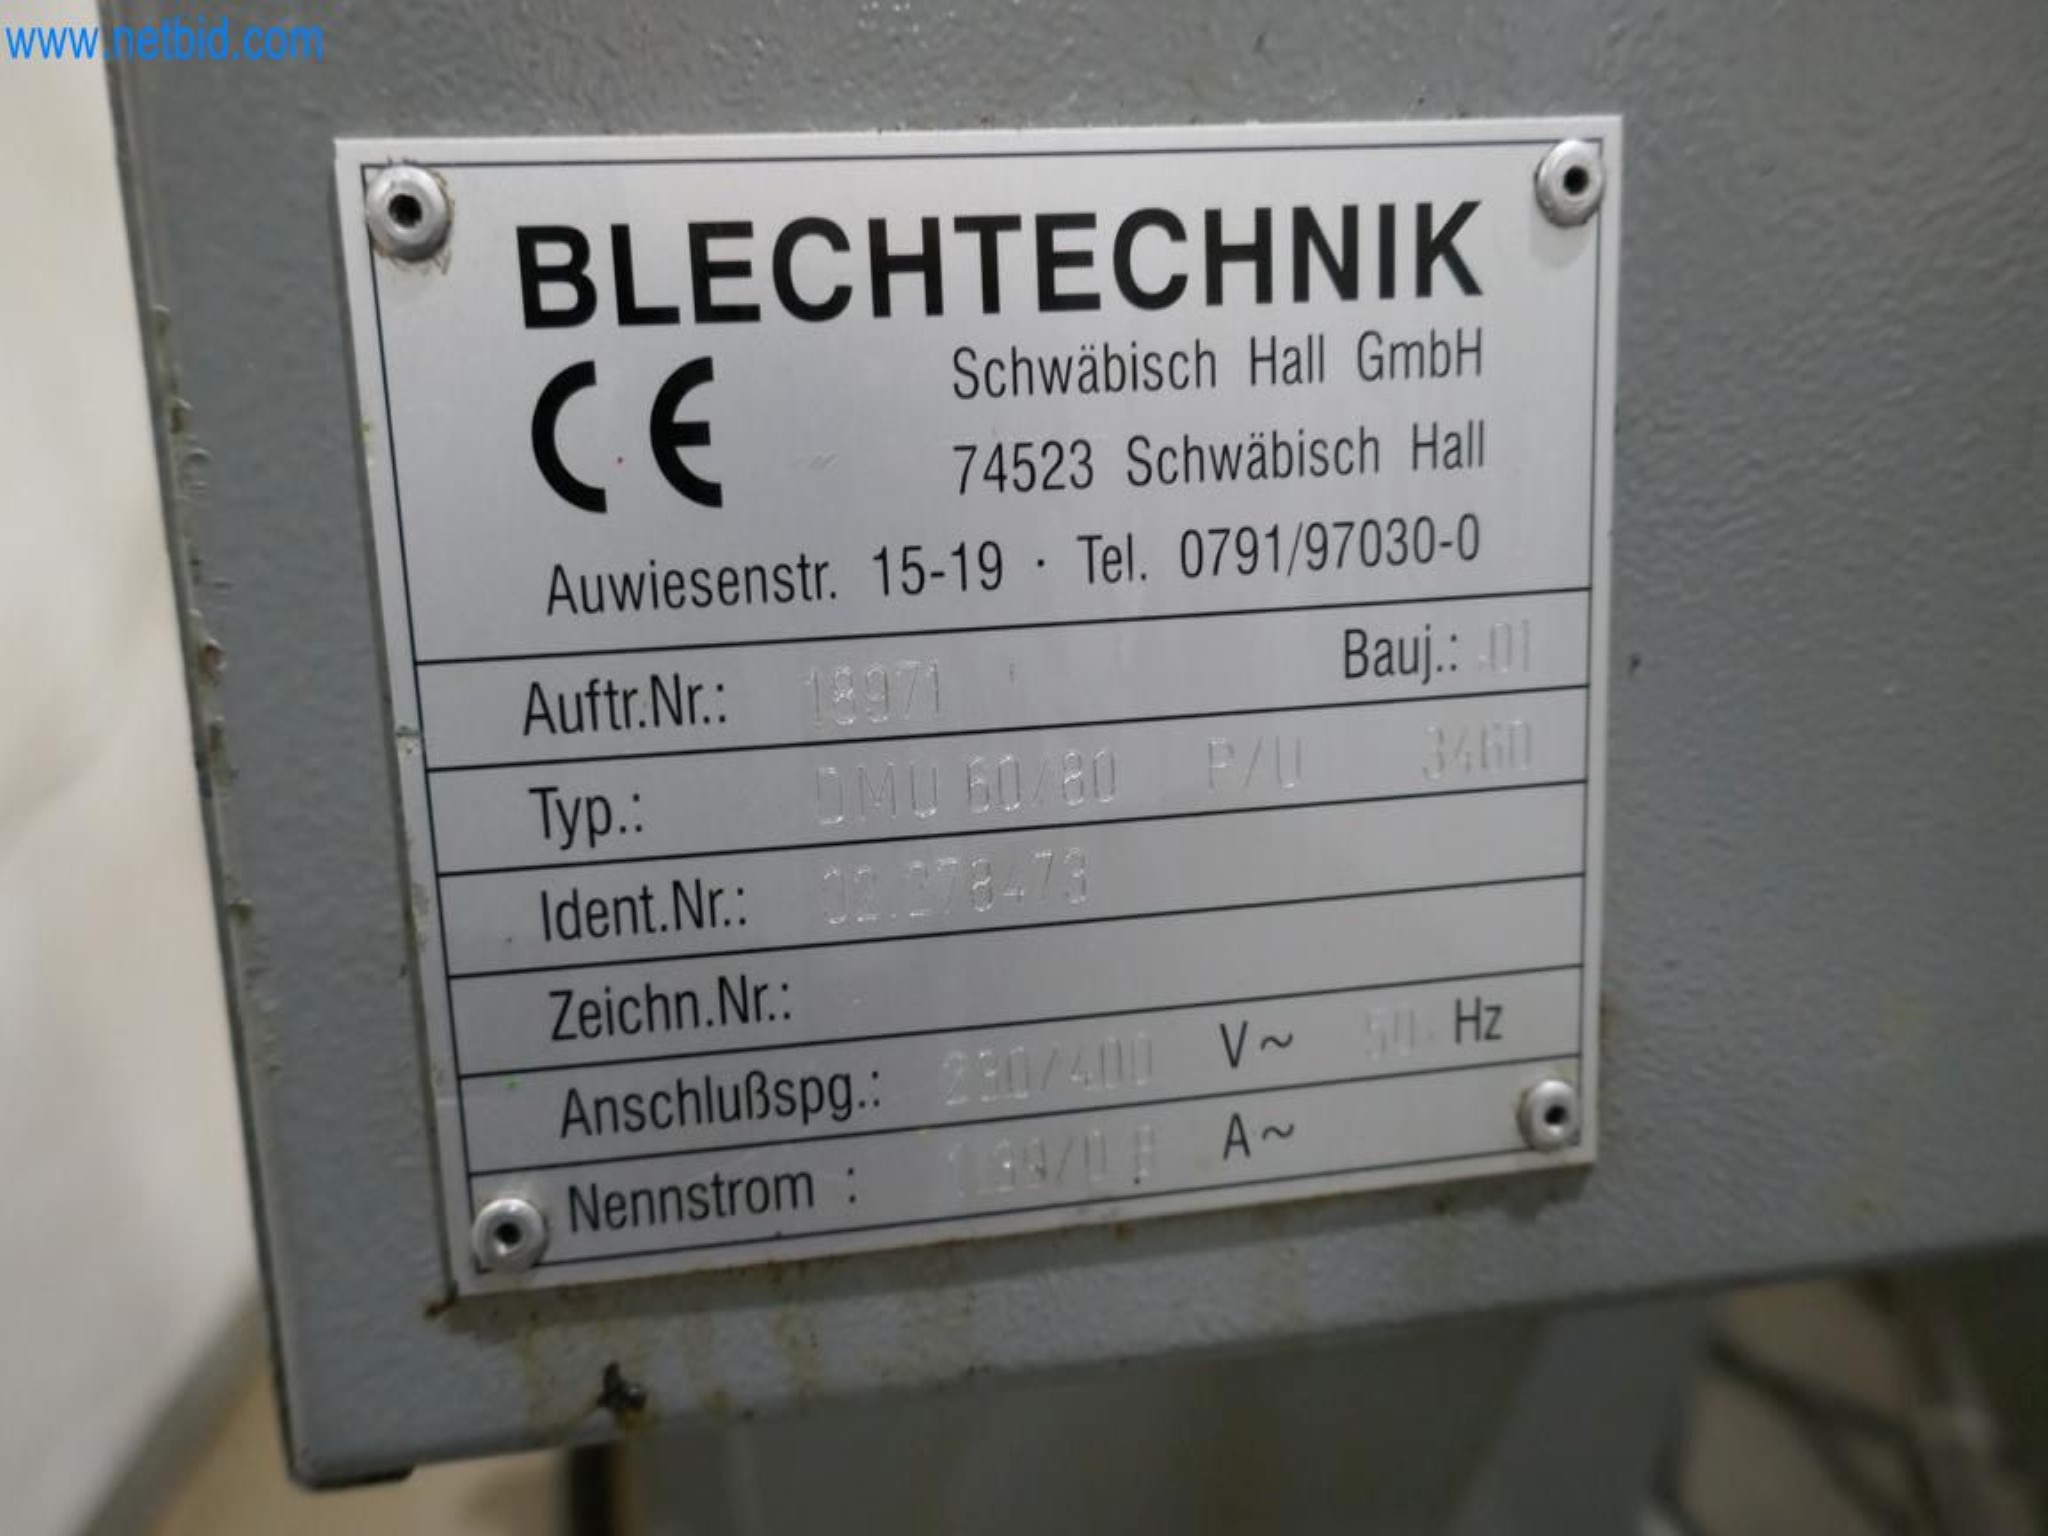 www.netbid.com
BLECHTECHNIK
CE
Schwäbisch Hall GmbH
74523 Schwäbisch Hall
Auwiesenstr. 15-19 · Tel. 0791/97030-0
Auftr.Nr.: 18971 Bauj.: 01
Typ.: DMU 60/80 P/U 3460
Ident.Nr.: 02.278473
Zeichn.Nr.:
Anschlußspg.: 230/400 V~ 50 Hz
Nennstrom : A~